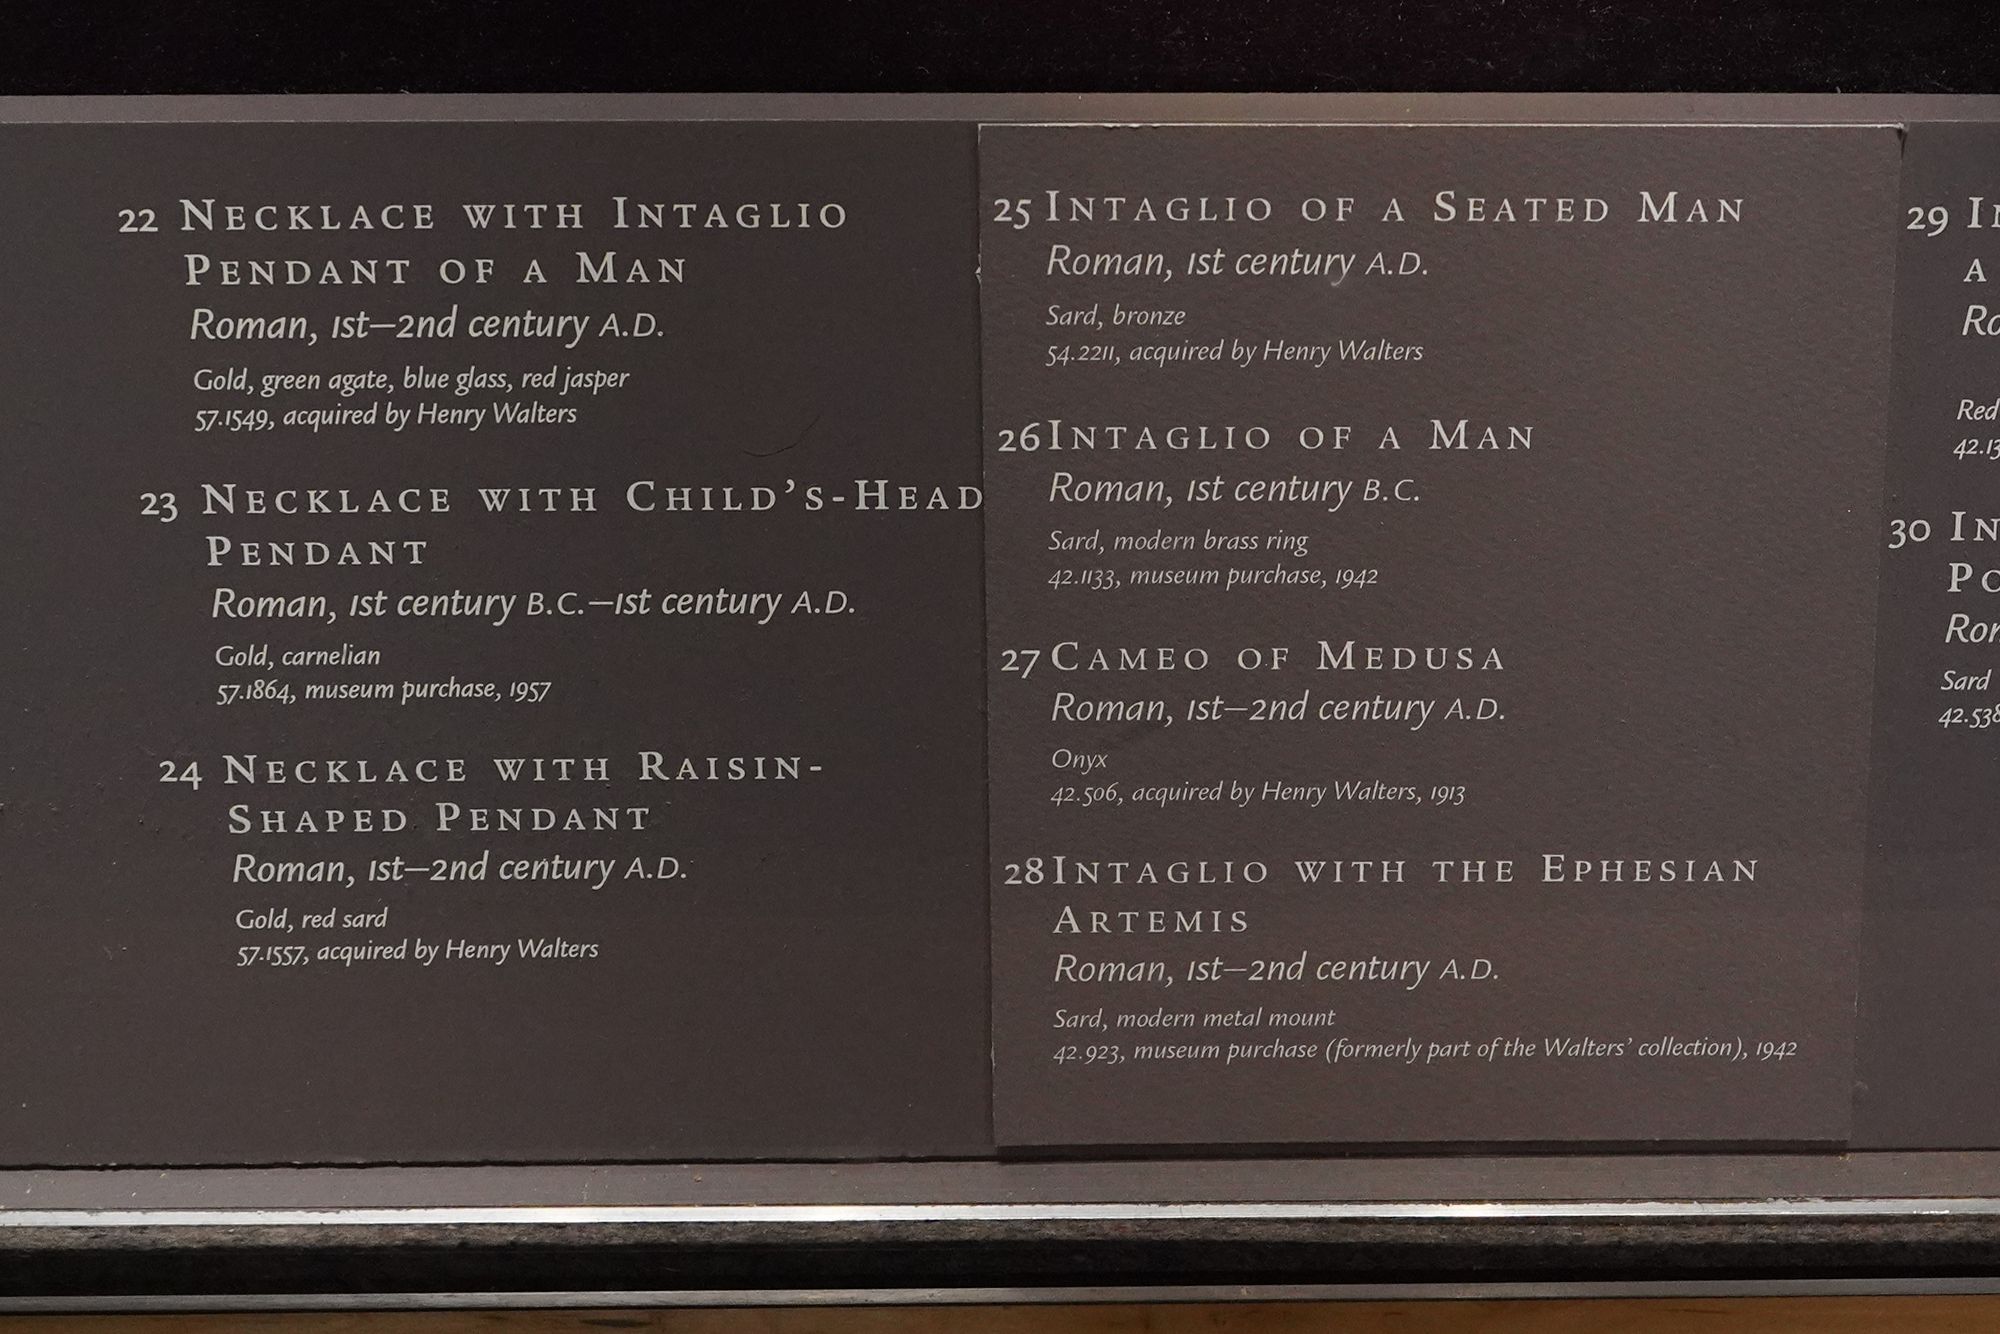 22 Necklace with Intaglio
Pendant of a Man
Roman, 1st–2nd century A.D.
Gold, green agate, blue glass, red jasper
57.1549, acquired by Henry Walters
23 Necklace with Child's-Head
Pendant
Roman, 1st century B.C.–1st century A.D.
Gold, carnelian
57.1864, museum purchase, 1957
24 Necklace with Raisin-
Shaped Pendant
Roman, 1st–2nd century A.D.
Gold, red sard
57.1557, acquired by Henry Walters
25 Intaglio of a Seated Man
Roman, 1st century A.D.
Sard, bronze
54.2211, acquired by Henry Walters
26 Intaglio of a Man
Roman, 1st century B.C.
Sard, modern brass ring
42.1133, museum purchase, 1942
27 Cameo of Medusa
Roman, 1st–2nd century A.D.
Onyx
42.506, acquired by Henry Walters, 1913
28 Intaglio with the Ephesian
Artemis
Roman, 1st–2nd century A.D.
Sard, modern metal mount
42.923, museum purchase (formerly part of the Walters' collection), 1942
29
a
Red
30
Sard